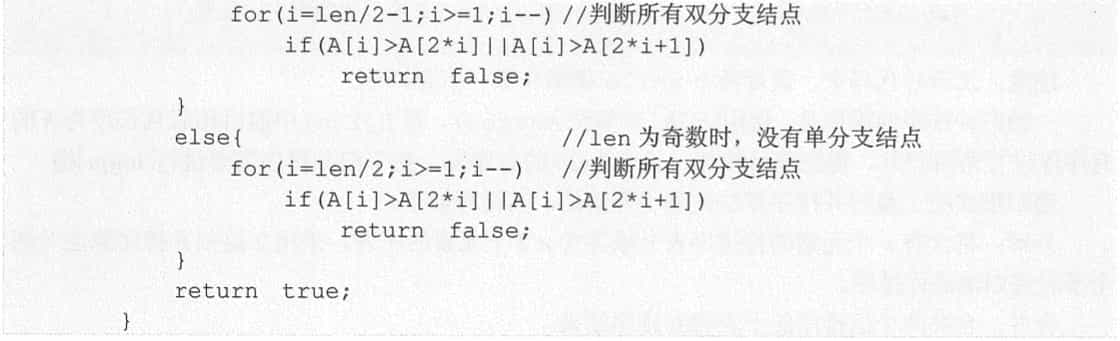 for(i=len/2-1;i>=1;i--) //判断所有双分支结点
if(A[i]>A[2*i]||A[i]>A[2*i+1])
return false;
}
else{ //len 为奇数时，没有单分支结点
for(i=len/2;i>=1;i--) //判断所有双分支结点
if(A[i]>A[2*i]||A[i]>A[2*i+1])
return false;
}
return true;
}